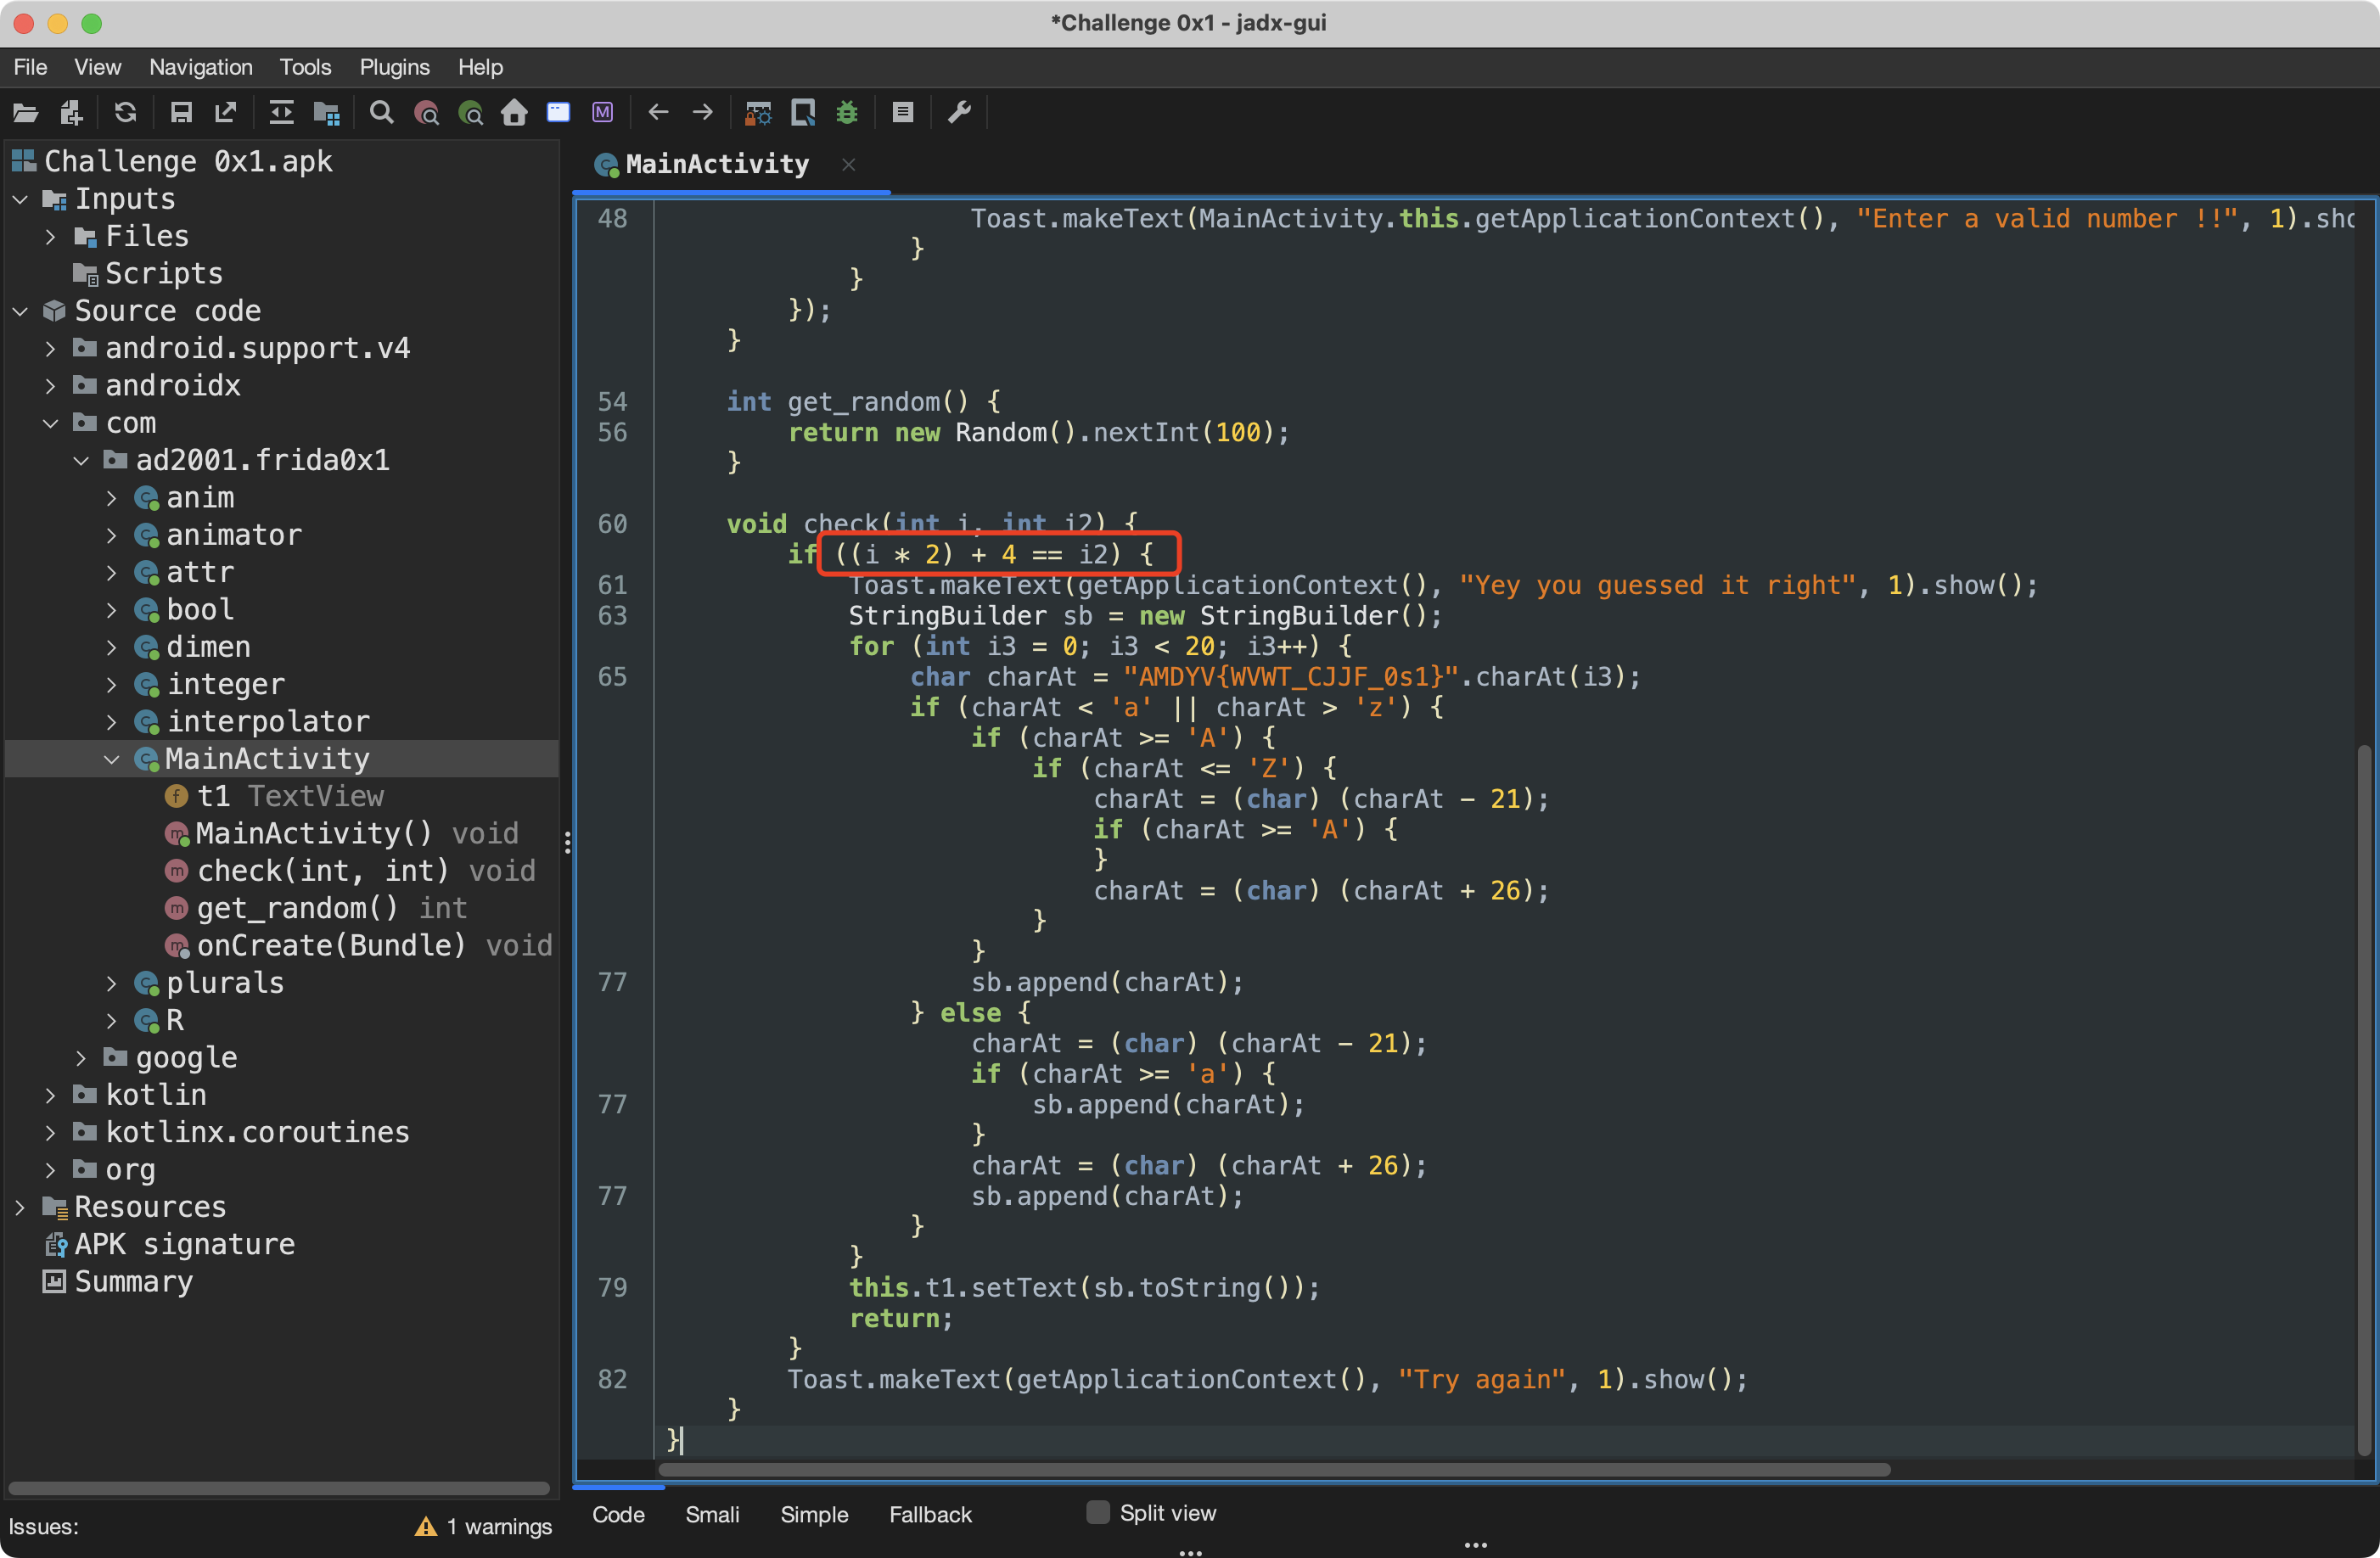 *Challenge 0x1 - jadx-gui
File View Navigation Tools Plugins Help
Challenge 0x1.apk
Inputs
Files
Scripts
Source code
android.support.v4
androidx
com
ad2001.frida0x1
anim
animator
attr
bool
dimen
integer
interpolator
MainActivity
t1 TextView
MainActivity() void
check(int, int) void
get_random() int
onCreate(Bundle) void
plurals
R
google
kotlin
kotlinx.coroutines
org
Resources
APK signature
Summary
Issues: 1 warnings
MainActivity
48 Toast.makeText(MainActivity.this.getApplicationContext(), "Enter a valid number !!", 1).sho
}
}
});
}
54 int get_random() {
56 return new Random().nextInt(100);
}
60 void check(int i, int i2) {
if ((i * 2) + 4 == i2) {
61 Toast.makeText(getApplicationContext(), "Yey you guessed it right", 1).show();
63 StringBuilder sb = new StringBuilder();
for (int i3 = 0; i3 < 20; i3++) {
65 char charAt = "AMDYV{WVWT_CJJF_0s1}".charAt(i3);
if (charAt < 'a' || charAt > 'z') {
if (charAt >= 'A') {
if (charAt <= 'Z') {
charAt = (char) (charAt - 21);
if (charAt >= 'A') {
}
charAt = (char) (charAt + 26);
}
}
77 sb.append(charAt);
} else {
charAt = (char) (charAt - 21);
if (charAt >= 'a') {
77 sb.append(charAt);
}
charAt = (char) (charAt + 26);
77 sb.append(charAt);
}
}
79 this.t1.setText(sb.toString());
return;
}
82 Toast.makeText(getApplicationContext(), "Try again", 1).show();
}
}
Code Smali Simple Fallback Split view